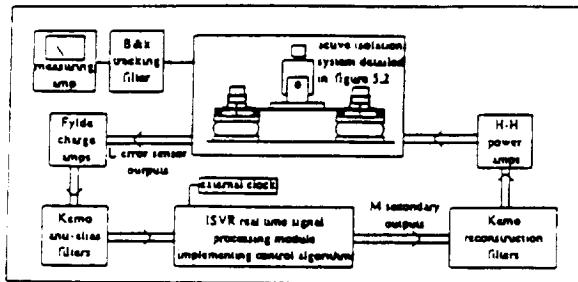 measuring
amp
B&K
tracking
filter
active isolation
system detailed
in figure 5.2
Fylde
charge
amps
L error sensor
outputs
H-H
power
amps
external clock
Kemo
anti-alias
filters
ISVR real time signal
processing module
implementing control algorithm
M secondary
outputs
Kemo
reconstruction
filters